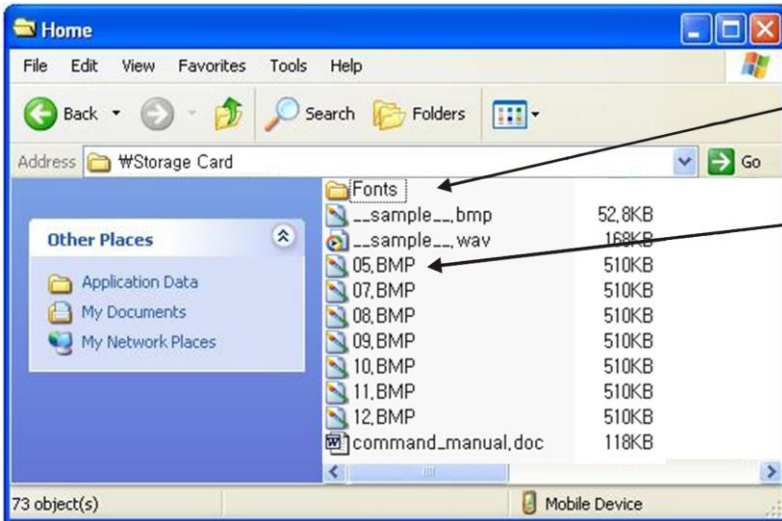 Home
File Edit View Favorites Tools Help
Back Search Folders
Address ₩Storage Card Go
Other Places
Application Data
My Documents
My Network Places
Fonts
__sample__.bmp 52.8KB
__sample__.wav 168KB
05.BMP 510KB
07.BMP 510KB
08.BMP 510KB
09.BMP 510KB
10.BMP 510KB
11.BMP 510KB
12.BMP 510KB
command_manual.doc 118KB
73 object(s) Mobile Device